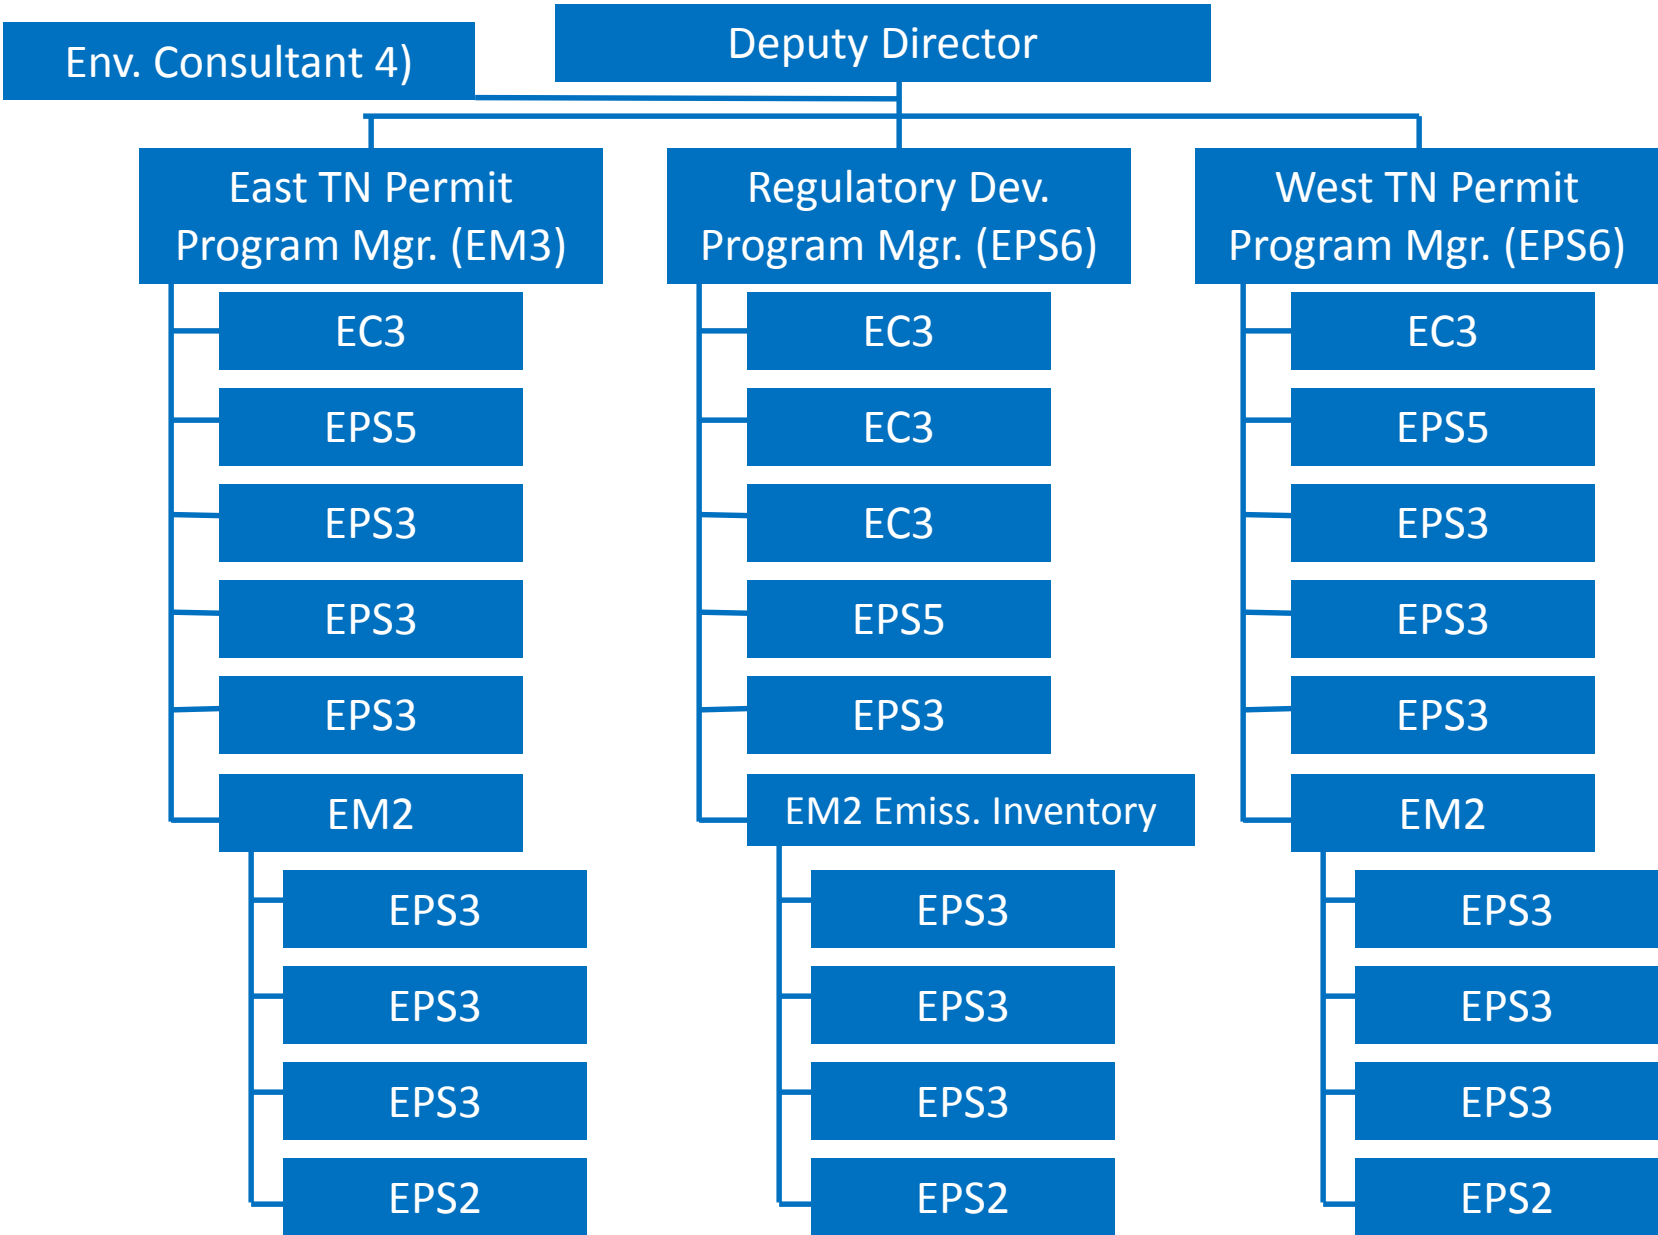 Env. Consultant 4)
Deputy Director
East TN Permit
Program Mgr. (EM3)
EC3
EPS5
EPS3
EPS3
EPS3
EM2
EPS3
EPS3
EPS3
EPS2
Regulatory Dev.
Program Mgr. (EPS6)
EC3
EC3
EC3
EPS5
EPS3
EM2 Emiss. Inventory
EPS3
EPS3
EPS3
EPS2
West TN Permit
Program Mgr. (EPS6)
EC3
EPS5
EPS3
EPS3
EPS3
EM2
EPS3
EPS3
EPS3
EPS2